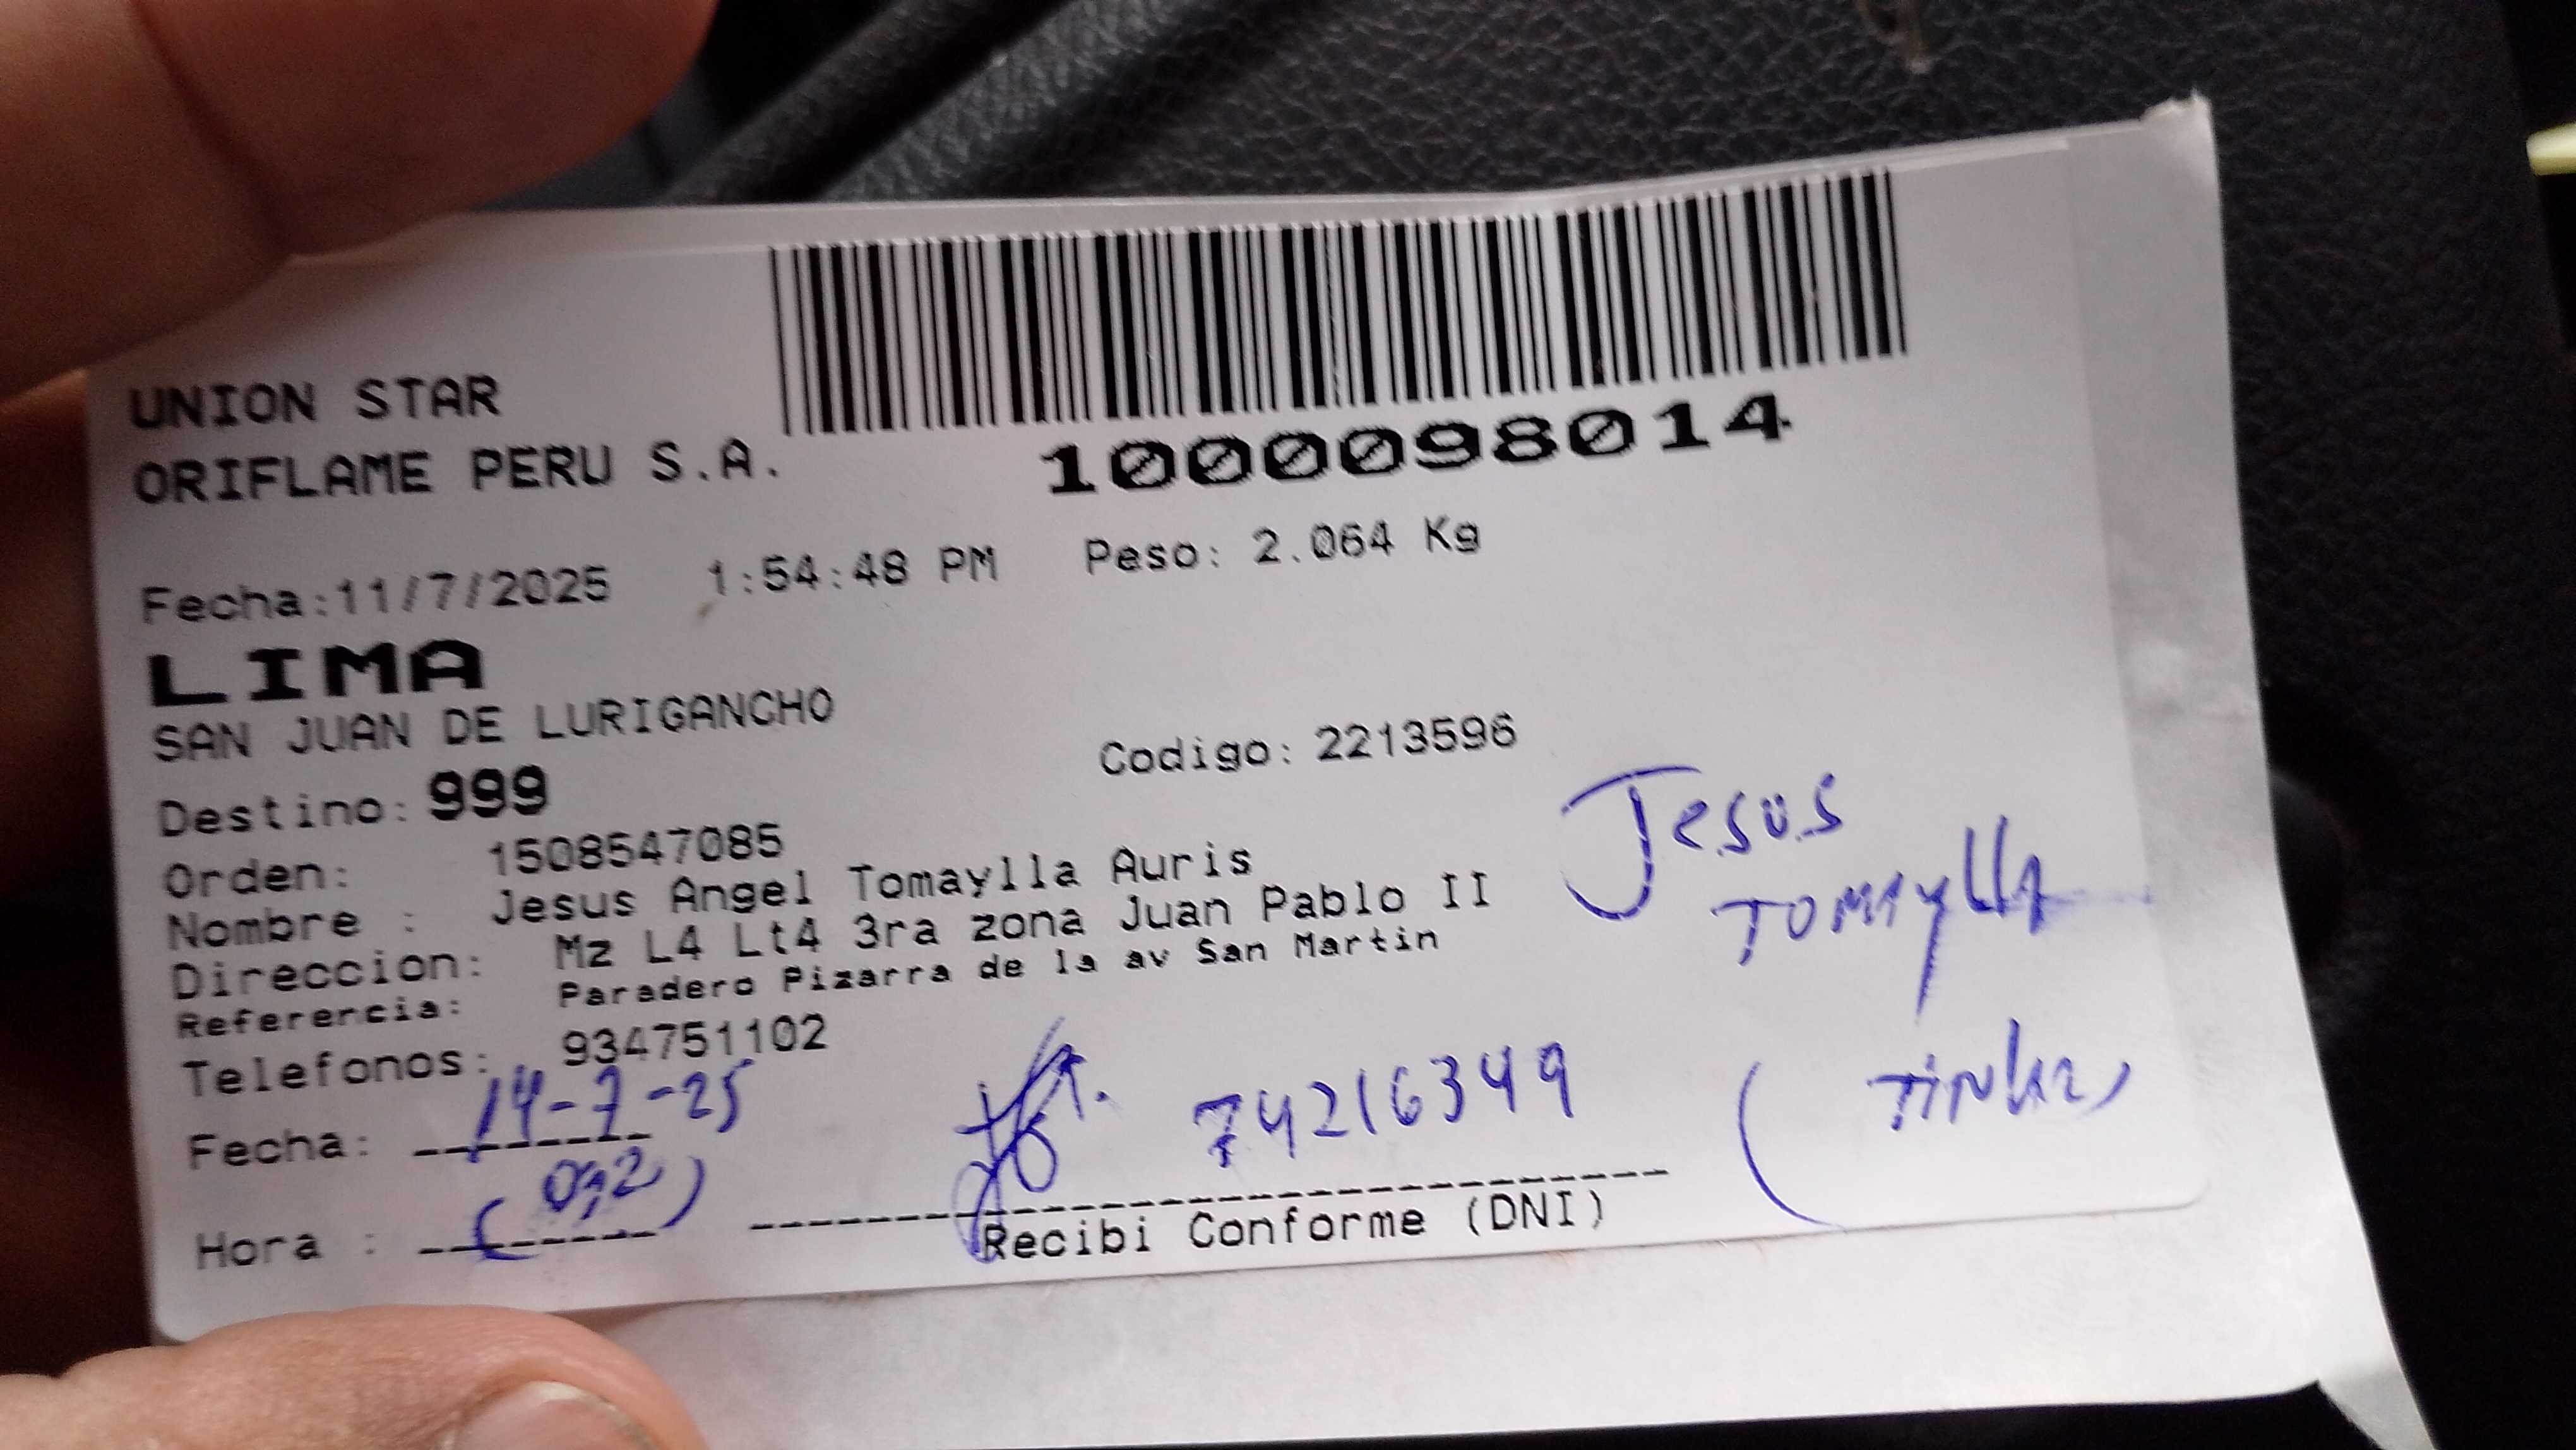 UNION STAR
ORIFLAME PERU S.A.
1000098014
Fecha:11/7/2025 1:54:48 PM Peso: 2.064 Kg
LIMA
SAN JUAN DE LURIGANCHO
Codigo: 2213596
Destino: 999
Orden: 1508547085
Nombre : Jesus Angel Tomaylla Auris
Direccion: Mz L4 Lt4 3ra zona Juan Pablo II
Referencia: Paradero Pizarra de la av San Martin
Telefonos: 934751102
Jesus
Tomaylla
Fecha: 14-7-25
74216349
Hora :
Recibi Conforme (DNI)